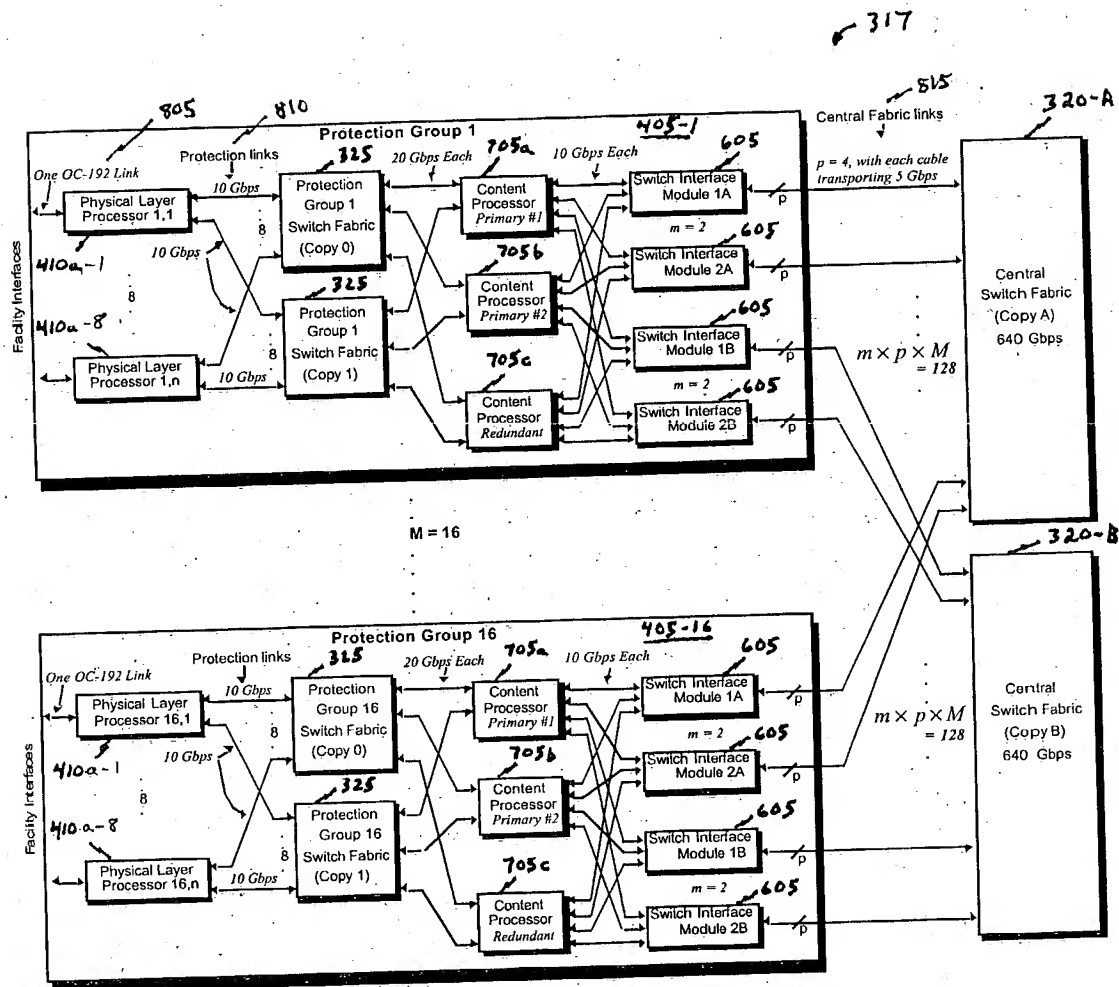 317
805
810
815
320-A
Protection Group 1
405-1
Central Fabric links
Protection links
325
20 Gbps Each
705a
10 Gbps Each
605
p = 4, with each cable
transporting 5 Gbps
One OC-192 Link
10 Gbps
Physical Layer
Processor 1,1
Protection
Group 1
Switch Fabric
(Copy 0)
Content
Processor
Primary #1
Switch Interface
Module 1A
p
m = 2
8
10 Gbps
410a-1
705b
605
Switch Interface
Module 2A
p
Facility Interfaces
8
325
Content
Processor
Primary #2
605
Central
Switch Fabric
(Copy A)
640 Gbps
410a-8
Protection
Group 1
Switch Fabric
(Copy 1)
Switch Interface
Module 1B
p
m × p × M
= 128
8
Physical Layer
Processor 1,n
10 Gbps
705c
m = 2
605
Content
Processor
Redundant
Switch Interface
Module 2B
p
M = 16
320-B
Protection Group 16
405-16
Protection links
325
20 Gbps Each
705a
10 Gbps Each
605
One OC-192 Link
10 Gbps
Physical Layer
Processor 16,1
Protection
Group 16
Switch Fabric
(Copy 0)
Content
Processor
Primary #1
Switch Interface
Module 1A
p
m = 2
8
10 Gbps
410a-1
705b
605
Switch Interface
Module 2A
p
m × p × M
= 128
Central
Switch Fabric
(Copy B)
640 Gbps
Facility Interfaces
8
325
Content
Processor
Primary #2
605
410a-8
Protection
Group 16
Switch Fabric
(Copy 1)
Switch Interface
Module 1B
p
8
Physical Layer
Processor 16,n
10 Gbps
705c
m = 2
605
Content
Processor
Redundant
Switch Interface
Module 2B
p